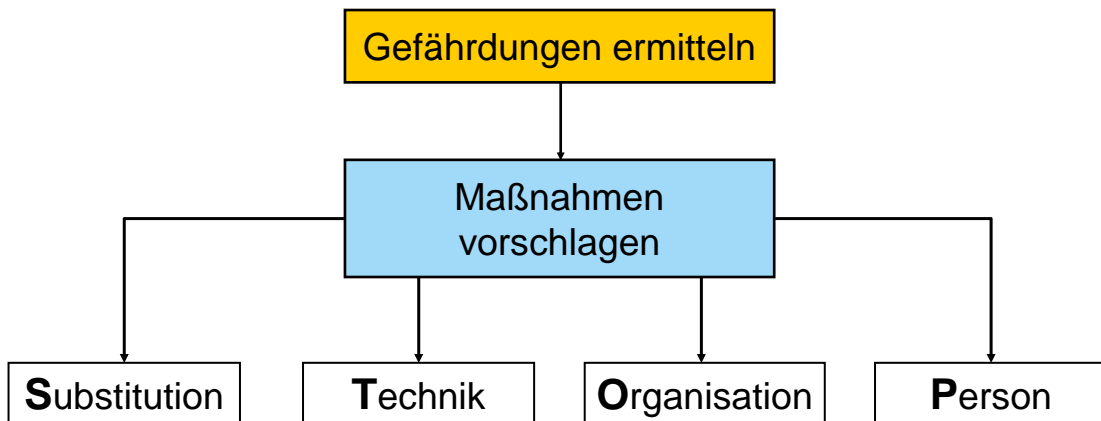 Gefährdungen ermitteln
Maßnahmen
vorschlagen
Substitution
Technik
Organisation
Person